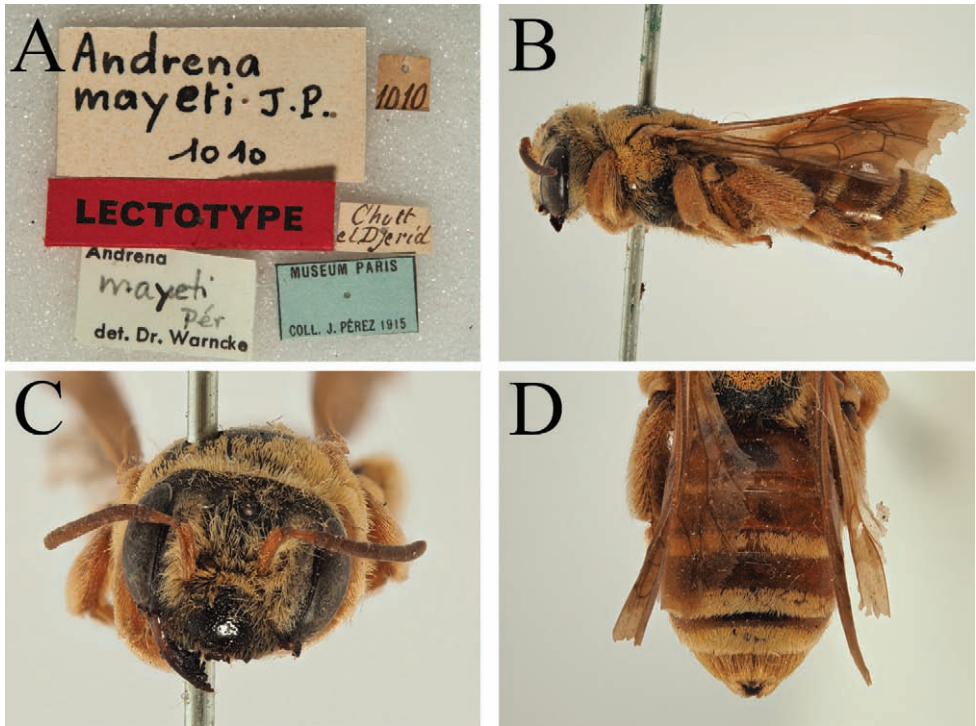 A
Andrena
mayeti. J.P..
1010
1010
LECTOTYPE
Chott
el Djerid
Andrena
mayeti
Pér
det. Dr. Warncke
MUSEUM PARIS
COLL. J. PÉREZ 1915
B
C
D